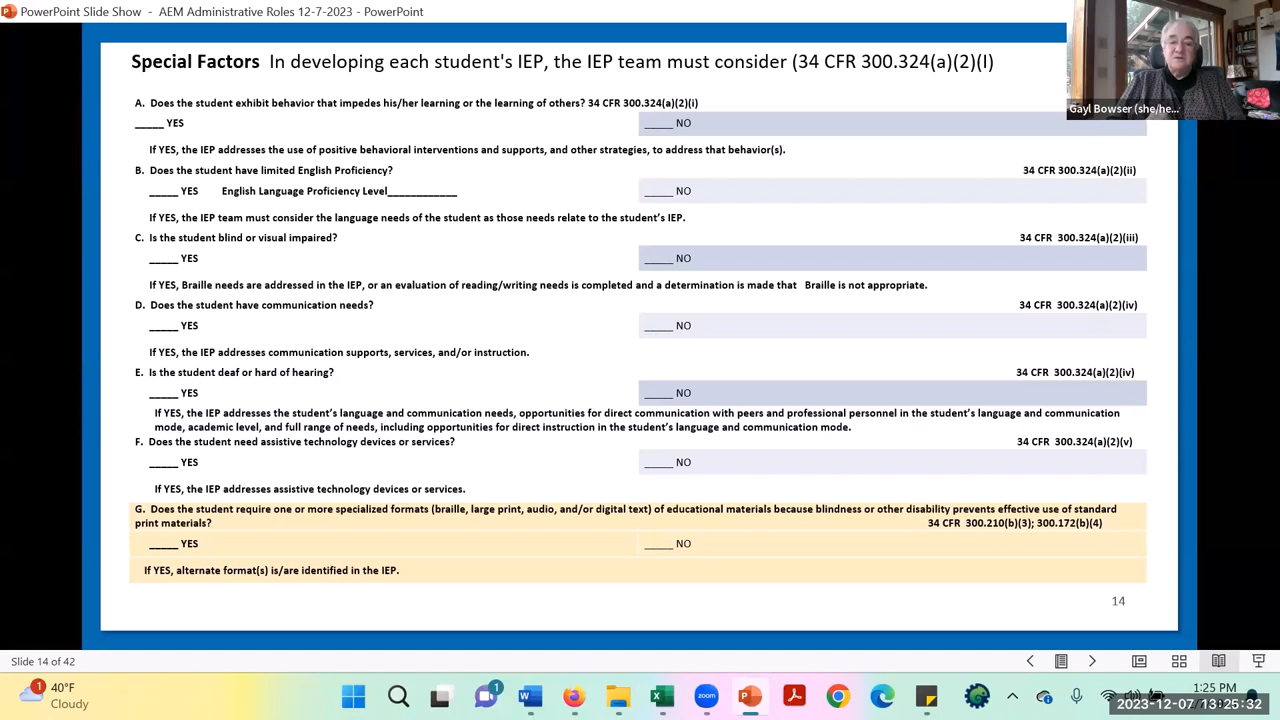 PowerPoint Slide Show - AEM Administrative Roles 12-7-2023 - PowerPoint
Special Factors In developing each student's IEP, the IEP team must consider (34 CFR 300.324(a)(2)(I)
Gayl Bowser (she/he...
A. Does the student exhibit behavior that impedes his/her learning or the learning of others? 34 CFR 300.324(a)(2)(i)
_____ YES _____ NO
If YES, the IEP addresses the use of positive behavioral interventions and supports, and other strategies, to address that behavior(s).
B. Does the student have limited English Proficiency? 34 CFR 300.324(a)(2)(ii)
_____ YES English Language Proficiency Level____________ _____ NO
If YES, the IEP team must consider the language needs of the student as those needs relate to the student's IEP.
C. Is the student blind or visual impaired? 34 CFR 300.324(a)(2)(iii)
_____ YES _____ NO
If YES, Braille needs are addressed in the IEP, or an evaluation of reading/writing needs is completed and a determination is made that Braille is not appropriate.
D. Does the student have communication needs? 34 CFR 300.324(a)(2)(iv)
_____ YES _____ NO
If YES, the IEP addresses communication supports, services, and/or instruction.
E. Is the student deaf or hard of hearing? 34 CFR 300.324(a)(2)(iv)
_____ YES _____ NO
If YES, the IEP addresses the student's language and communication needs, opportunities for direct communication with peers and professional personnel in the student's language and communication
mode, academic level, and full range of needs, including opportunities for direct instruction in the student's language and communication mode.
F. Does the student need assistive technology devices or services? 34 CFR 300.324(a)(2)(v)
_____ YES _____ NO
If YES, the IEP addresses assistive technology devices or services.
G. Does the student require one or more specialized formats (braille, large print, audio, and/or digital text) of educational materials because blindness or other disability prevents effective use of standard
print materials? 34 CFR 300.210(b)(3); 300.172(b)(4)
_____ YES _____ NO
If YES, alternate format(s) is/are identified in the IEP.
14
Slide 14 of 42
1
40°F
Cloudy
1
zoom
1:25 PM
2023-12-07 13:25:32